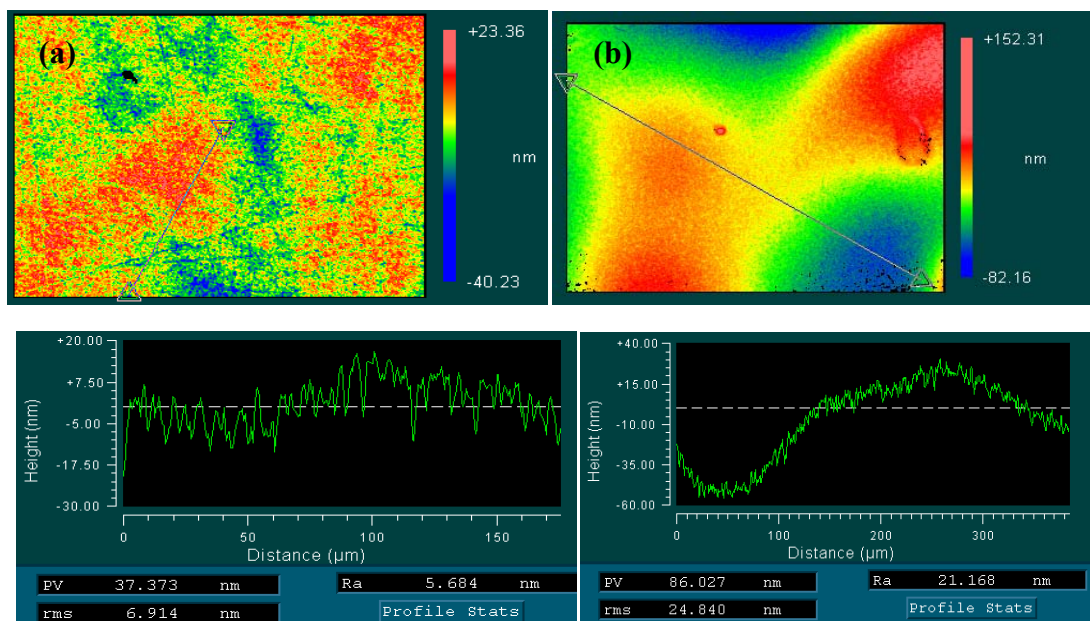 (a)
+23.36
nm
-40.23
(b)
+152.31
nm
-82.16
+20.00
+7.50
-5.00
-17.50
-30.00
Height (nm)
0 50 100 150
Distance (µm)
PV 37.373 nm
Ra 5.684 nm
rms 6.914 nm
Profile Stats
+40.00
+15.00
-10.00
-35.00
-60.00
Height (nm)
0 100 200 300
Distance (µm)
PV 86.027 nm
Ra 21.168 nm
rms 24.840 nm
Profile Stats